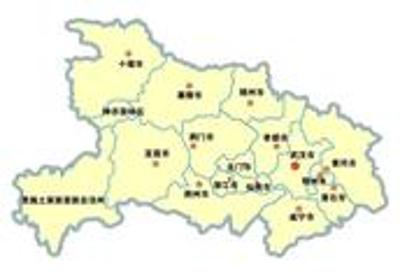 十堰市
襄樊市
随州市
神农架林区
荆门市
孝感市
宜昌市
武汉市
黄冈市
天门市
鄂州市
恩施土家族苗族自治州
荆州市
潜江市
仙桃市
黄石市
咸宁市